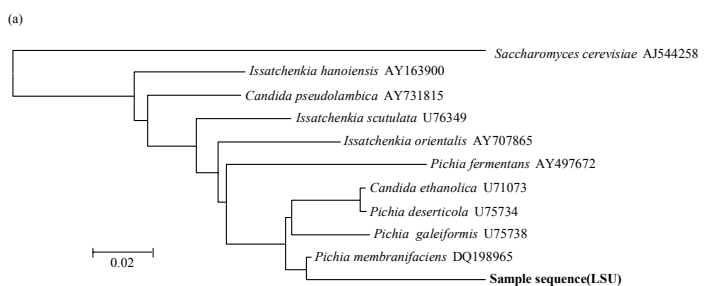 (a)
Saccharomyces cerevisiae AJ544258
Issatchenkia hanoiensis AY163900
Candida pseudolambica AY731815
Issatchenkia scutulata U76349
Issatchenkia orientalis AY707865
Pichia fermentans AY497672
Candida ethanolica U71073
Pichia deserticola U75734
Pichia galeiformis U75738
Pichia membranifaciens DQ198965
0.02
Sample sequence(LSU)